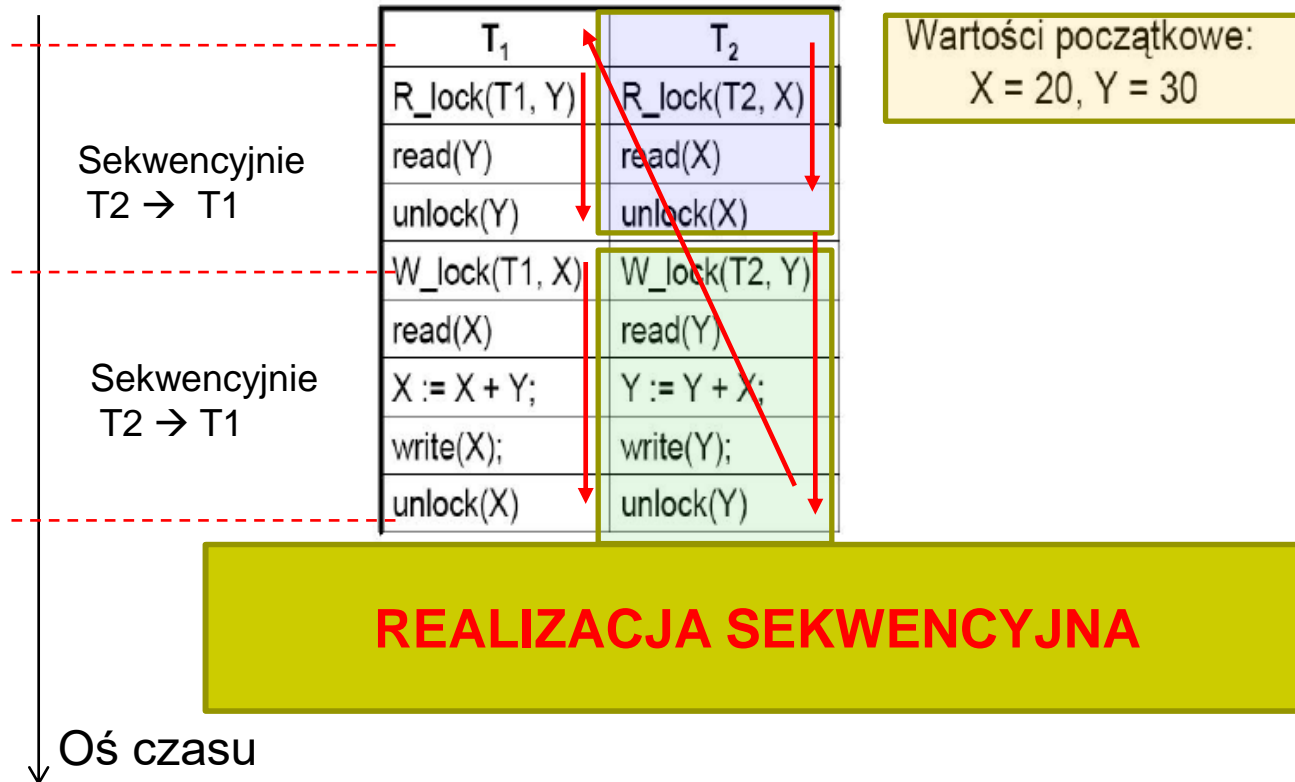 T₁ T₂
Wartości początkowe:
X = 20, Y = 30
R_lock(T1, Y) R_lock(T2, X)
read(Y) read(X)
unlock(Y) unlock(X)
Sekwencyjnie
T2 → T1
W_lock(T1, X) W_lock(T2, Y)
read(X) read(Y)
X := X + Y; Y := Y + X;
write(X); write(Y);
unlock(X) unlock(Y)
Sekwencyjnie
T2 → T1
REALIZACJA SEKWENCYJNA
Oś czasu